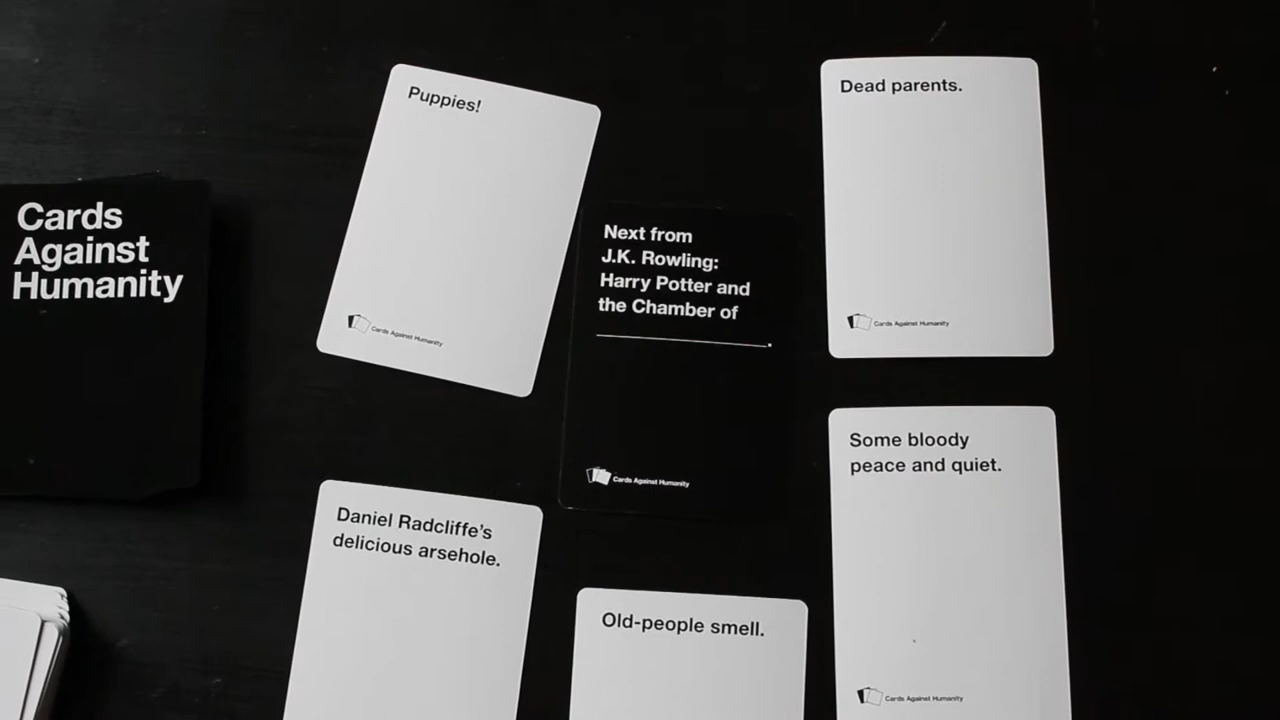 Cards
Against
Humanity
Puppies!
Cards Against Humanity
Next from
J.K. Rowling:
Harry Potter and
the Chamber of
____________.
Cards Against Humanity
Dead parents.
Cards Against Humanity
Daniel Radcliffe's
delicious arsehole.
Old-people smell.
Some bloody
peace and quiet.
Cards Against Humanity